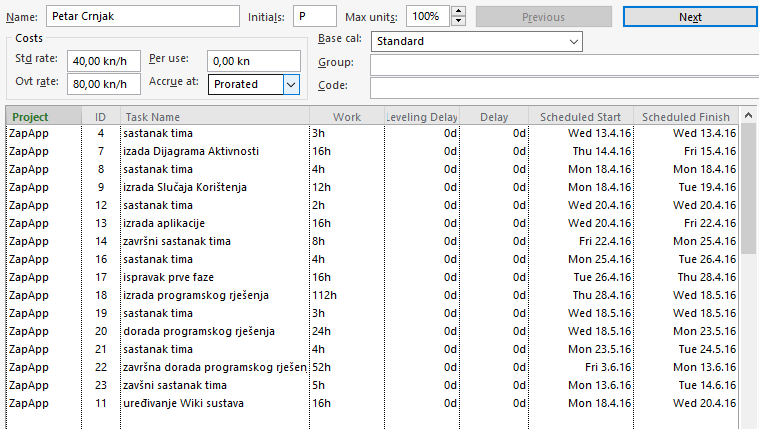 Name: Petar Crnjak Initials: P Max units: 100% Previous Next
Costs Base cal: Standard
Std rate: 40,00 kn/h Per use: 0,00 kn Group:
Ovt rate: 80,00 kn/h Accrue at: Prorated Code:
Project ID Task Name Work Leveling Delay Delay Scheduled Start Scheduled Finish
ZapApp 4 sastanak tima 3h 0d 0d Wed 13.4.16 Wed 13.4.16
ZapApp 7 izada Dijagrama Aktivnosti 16h 0d 0d Thu 14.4.16 Fri 15.4.16
ZapApp 8 sastanak tima 4h 0d 0d Mon 18.4.16 Mon 18.4.16
ZapApp 9 izrada Slučaja Korištenja 12h 0d 0d Mon 18.4.16 Tue 19.4.16
ZapApp 12 sastanak tima 2h 0d 0d Wed 20.4.16 Wed 20.4.16
ZapApp 13 izrada aplikacije 16h 0d 0d Wed 20.4.16 Fri 22.4.16
ZapApp 14 završni sastanak tima 8h 0d 0d Fri 22.4.16 Mon 25.4.16
ZapApp 16 sastanak tima 4h 0d 0d Mon 25.4.16 Tue 26.4.16
ZapApp 17 ispravak prve faze 16h 0d 0d Tue 26.4.16 Thu 28.4.16
ZapApp 18 izrada programskog rješenja 112h 0d 0d Thu 28.4.16 Wed 18.5.16
ZapApp 19 sastanak tima 3h 0d 0d Wed 18.5.16 Wed 18.5.16
ZapApp 20 dorada programskog rješenja 24h 0d 0d Wed 18.5.16 Mon 23.5.16
ZapApp 21 sastanak tima 4h 0d 0d Mon 23.5.16 Tue 24.5.16
ZapApp 22 završna dorada programskog rješen 52h 0d 0d Fri 3.6.16 Mon 13.6.16
ZapApp 23 zavšni sastanak tima 5h 0d 0d Mon 13.6.16 Tue 14.6.16
ZapApp 11 uređivanje Wiki sustava 16h 0d 0d Mon 18.4.16 Wed 20.4.16